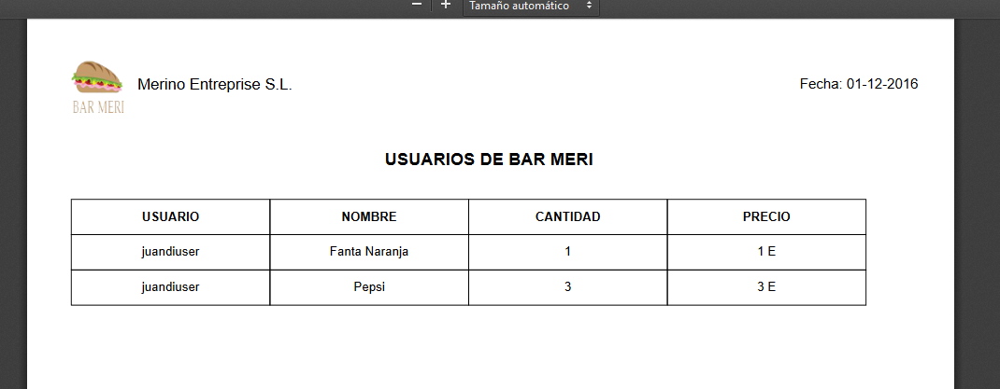 Tamaño automático
Merino Entreprise S.L.
Fecha: 01-12-2016
BAR MERI
USUARIOS DE BAR MERI
USUARIO NOMBRE CANTIDAD PRECIO
juandiuser Fanta Naranja 1 1 E
juandiuser Pepsi 3 3 E